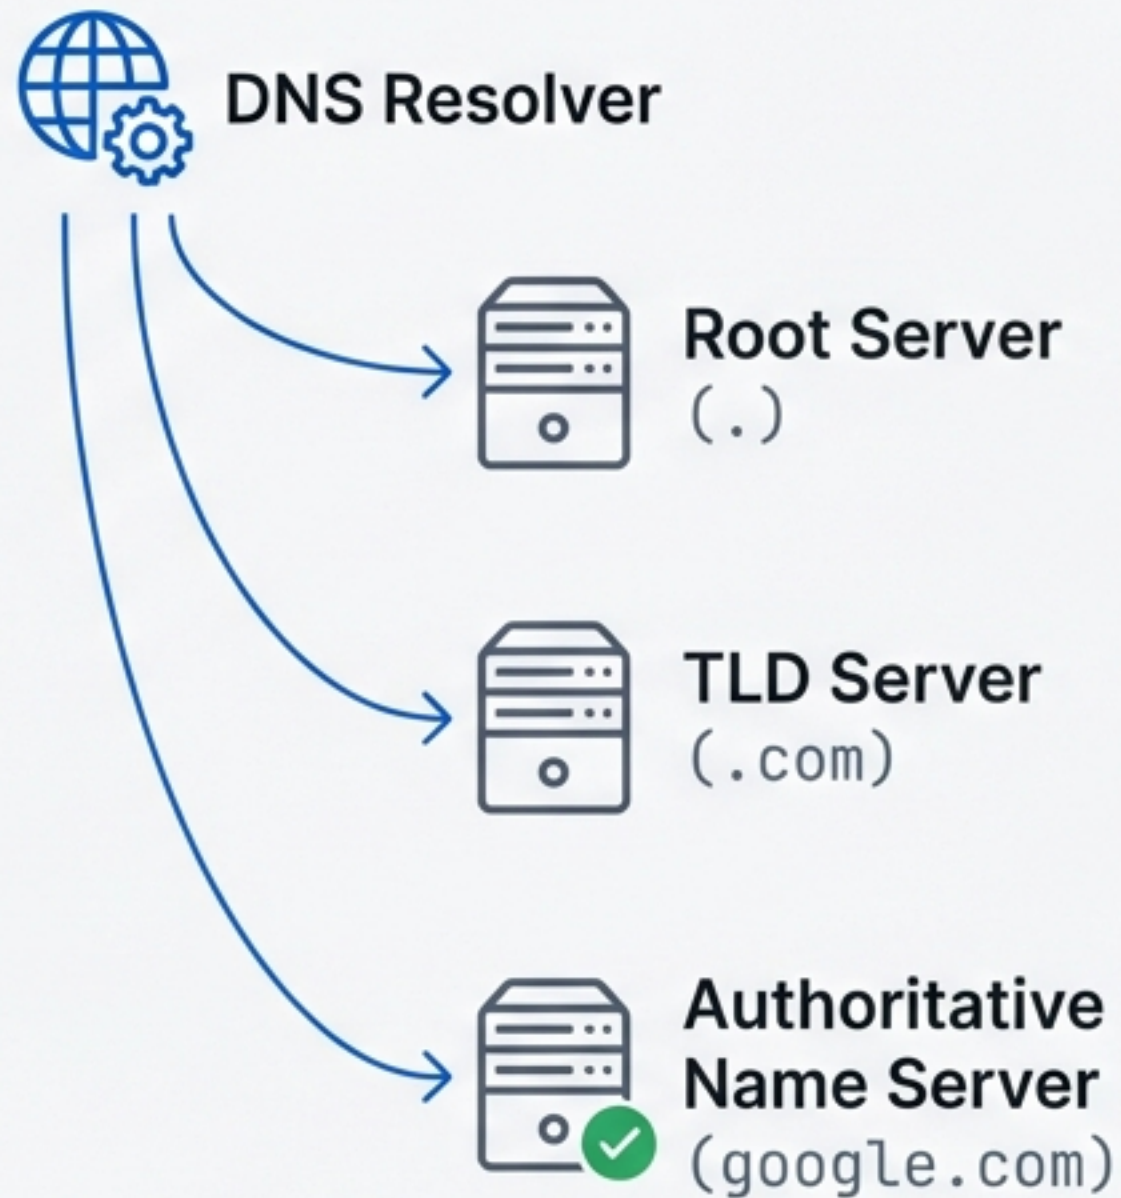 DNS Resolver
Root Server
(.)
TLD Server
(.com)
Authoritative
Name Server
(google.com)